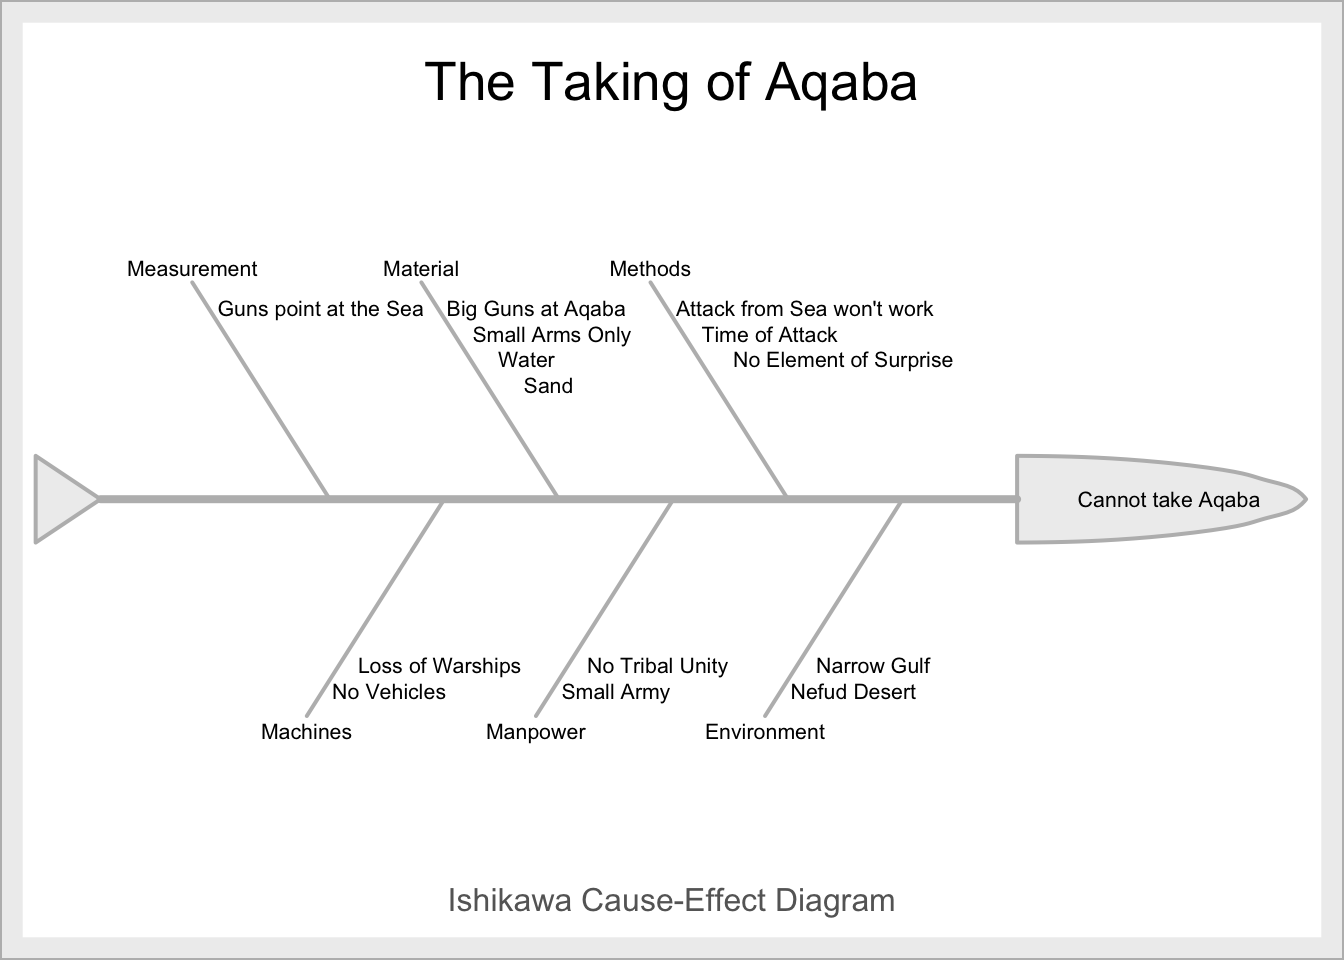 The Taking of Aqaba
Measurement
Guns point at the Sea
Material
Big Guns at Aqaba
Small Arms Only
Water
Sand
Methods
Attack from Sea won't work
Time of Attack
No Element of Surprise
Cannot take Aqaba
Loss of Warships
No Vehicles
Machines
No Tribal Unity
Small Army
Manpower
Narrow Gulf
Nefud Desert
Environment
Ishikawa Cause-Effect Diagram